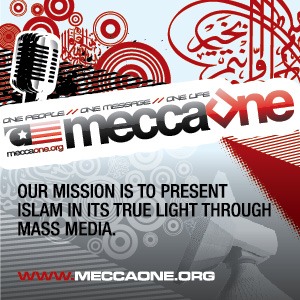 ONE PEOPLE // ONE MESSAGE // ONE LIFE
meccaOne
meccaone.org
OUR MISSION IS TO PRESENT
ISLAM IN ITS TRUE LIGHT THROUGH
MASS MEDIA.
WWW.MECCAONE.ORG